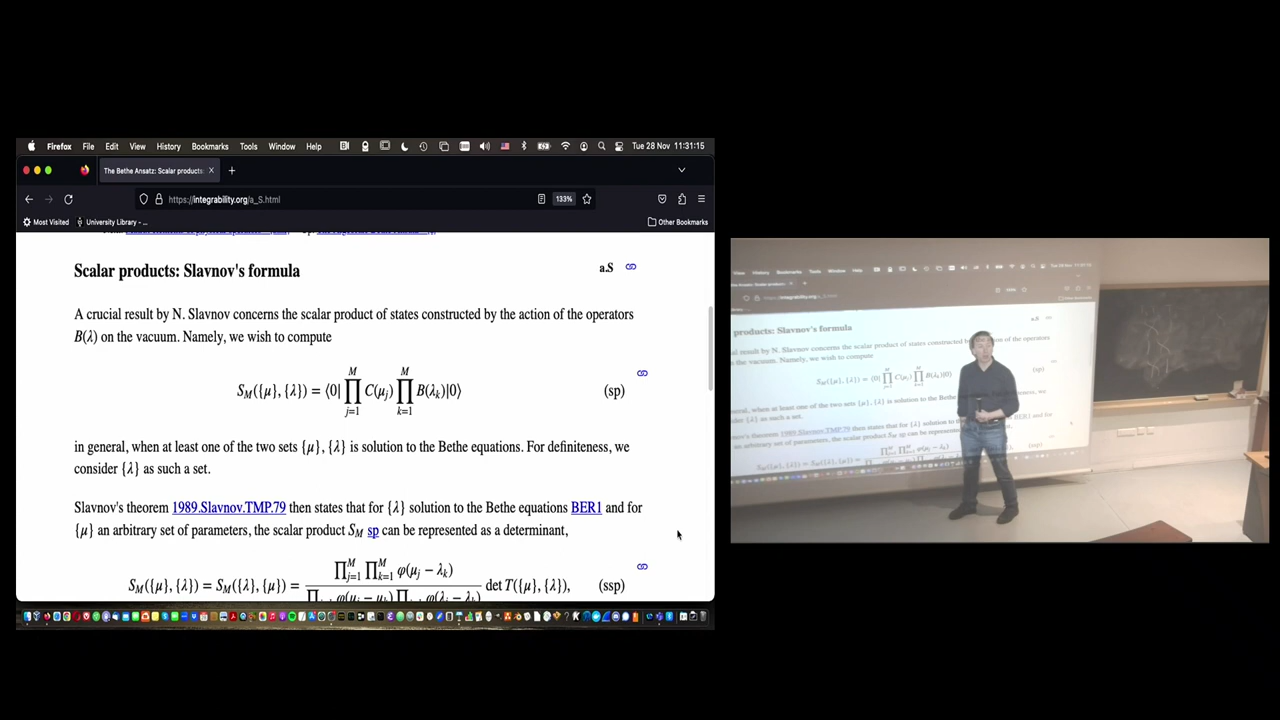 Firefox File Edit View History Bookmarks Tools Window Help Tue 28 Nov 11:31:15
The Bethe Ansatz: Scalar products:
https://integrability.org/a_S.html 133%
Most Visited University Library - ... Other Bookmarks
Scalar products: Slavnov's formula a.S
A crucial result by N. Slavnov concerns the scalar product of states constructed by the action of the operators
B(λ) on the vacuum. Namely, we wish to compute
S_M({μ}, {λ}) = ⟨0| ∏_{j=1}^{M} C(μ_j) ∏_{k=1}^{M} B(λ_k)|0⟩ (sp)
in general, when at least one of the two sets {μ}, {λ} is solution to the Bethe equations. For definiteness, we
consider {λ} as such a set.
Slavnov's theorem 1989.Slavnov.TMP.79 then states that for {λ} solution to the Bethe equations BER1 and for
{μ} an arbitrary set of parameters, the scalar product S_M sp can be represented as a determinant,
S_M({μ}, {λ}) = S_M({λ}, {μ}) = ∏_{j=1}^{M} ∏_{k=1}^{M} φ(μ_j − λ_k) det T({μ}, {λ}), (ssp)